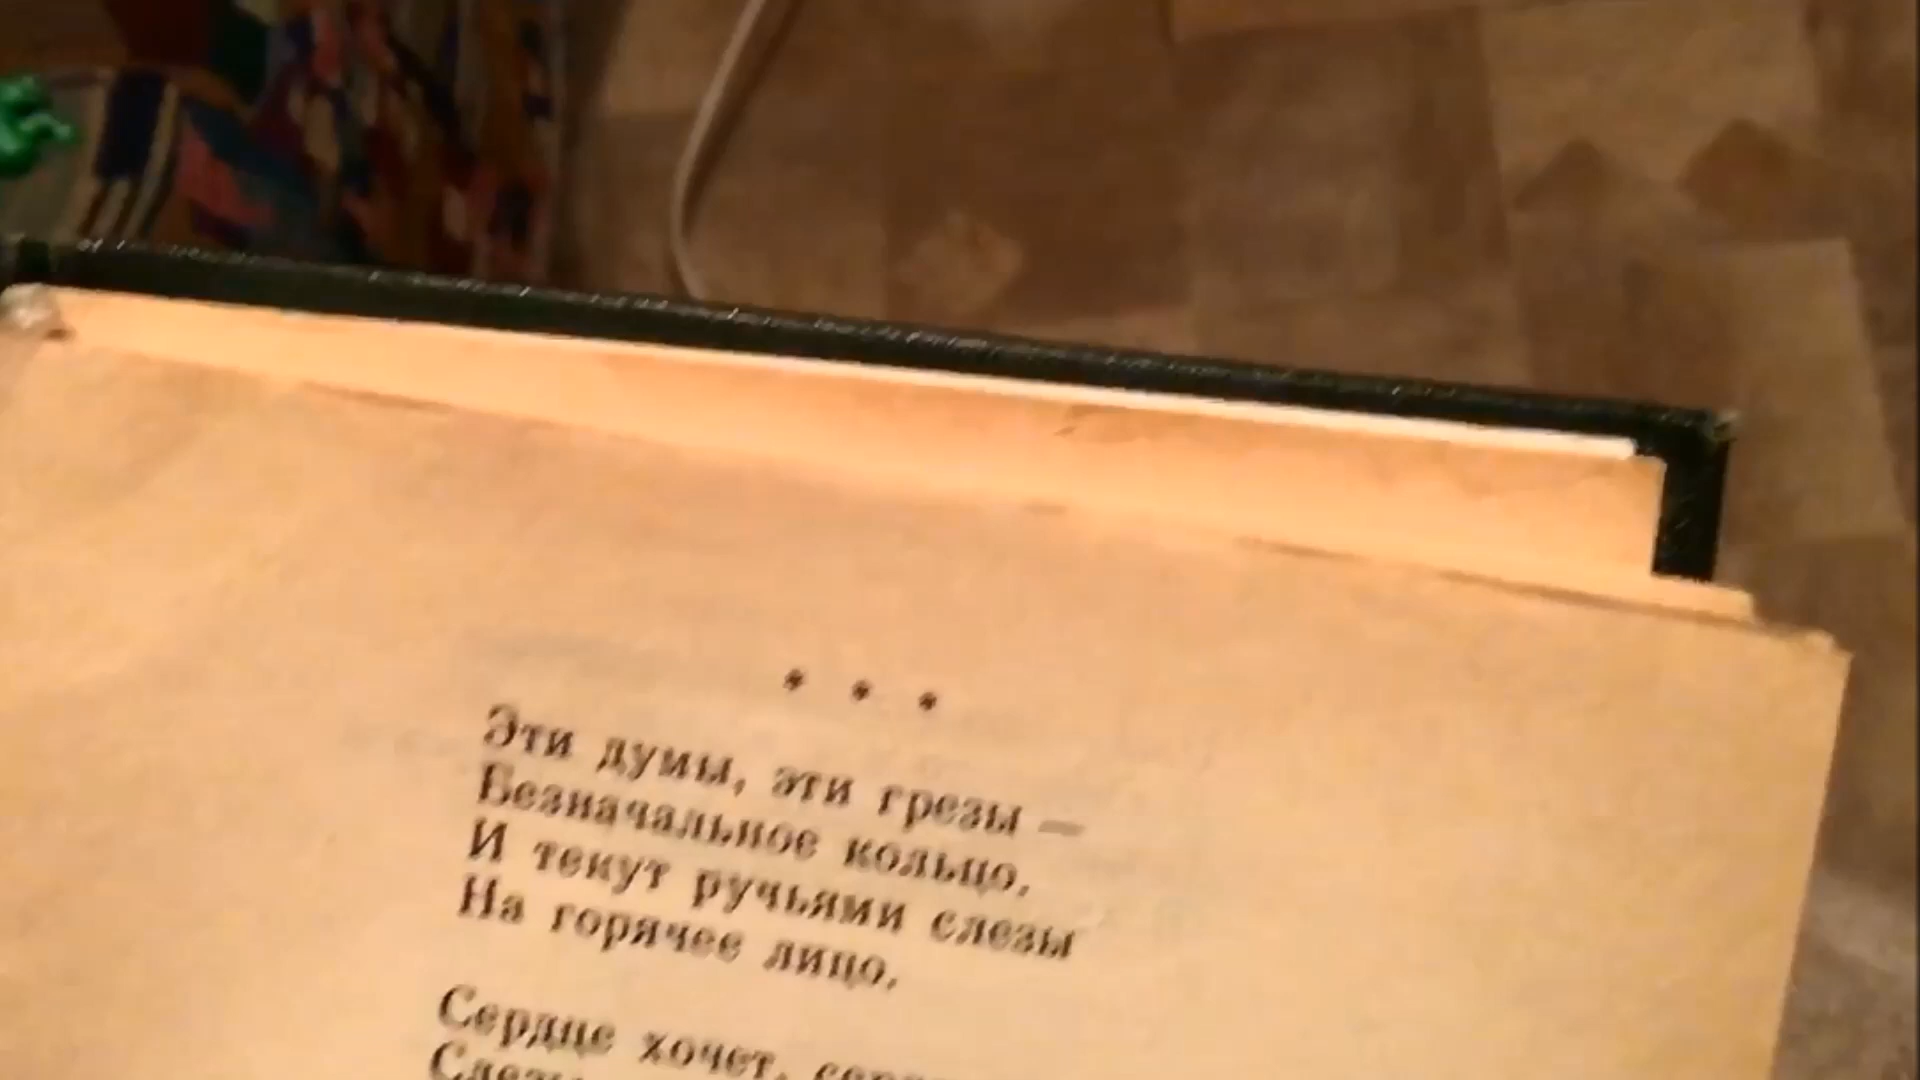 * * *
Эти думы, эти грезы —
Безначальное кольцо.
И текут ручьями слезы
На горячее лицо.
Сердце хочет,